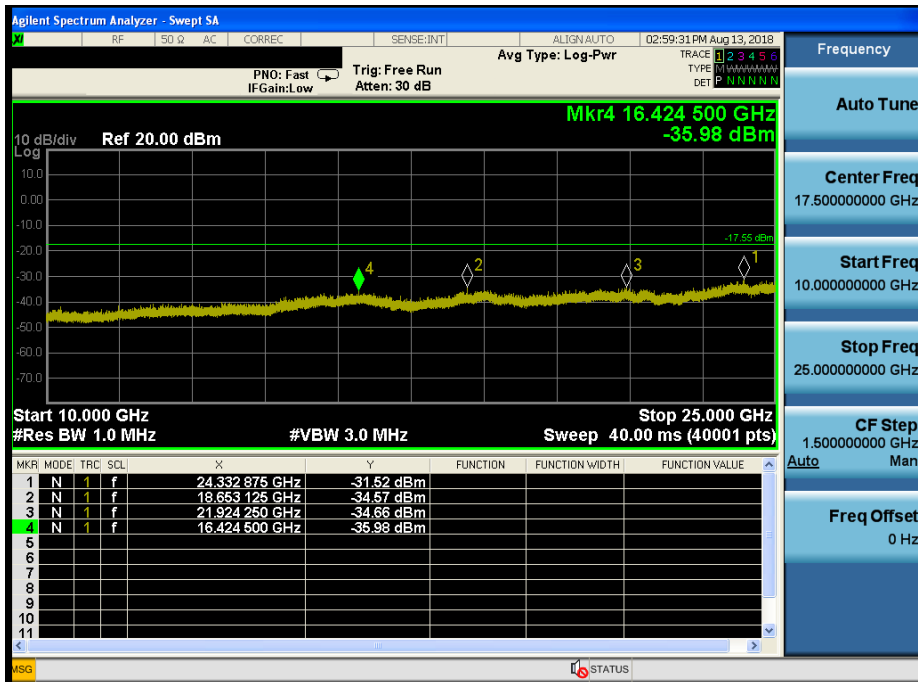 Agilent Spectrum Analyzer - Swept SA
XI RF 50 Ω AC CORREC SENSE:INT ALIGN AUTO 02:59:31 PM Aug 13, 2018
Frequency
PNO: Fast Trig: Free Run Avg Type: Log-Pwr TRACE 1 2 3 4 5 6
IFGain:Low Atten: 30 dB TYPE M WWWWW
DET P N N N N N
Auto Tune
Mkr4 16.424 500 GHz
-35.98 dBm
10 dB/div Ref 20.00 dBm
Log
10.0
0.00
-10.0
-20.0
-30.0
-40.0
-50.0
-60.0
-70.0
-17.55 dBm
4
2
3
1
Start 10.000 GHz Stop 25.000 GHz
#Res BW 1.0 MHz #VBW 3.0 MHz Sweep 40.00 ms (40001 pts)
MKR MODE TRC SCL X Y FUNCTION FUNCTION WIDTH FUNCTION VALUE
1 N 1 f 24.332 875 GHz -31.52 dBm
2 N 1 f 18.653 125 GHz -34.57 dBm
3 N 1 f 21.924 250 GHz -34.66 dBm
4 N 1 f 16.424 500 GHz -35.98 dBm
5
6
7
8
9
10
11
Center Freq
17.500000000 GHz
Start Freq
10.000000000 GHz
Stop Freq
25.000000000 GHz
CF Step
1.500000000 GHz
Auto Man
Freq Offset
0 Hz
MSG STATUS